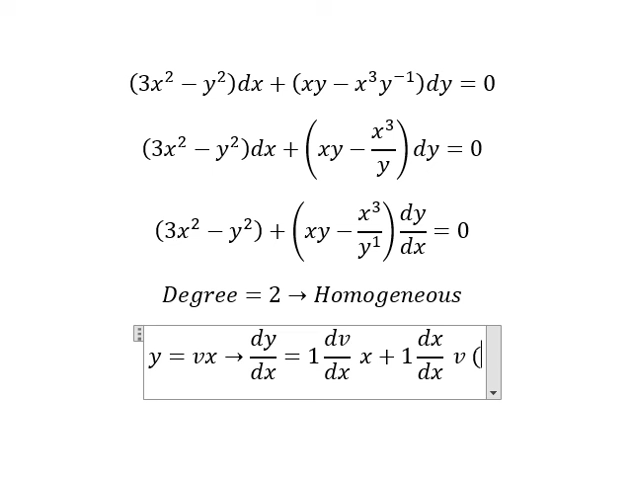 (3x² − y²)dx + (xy − x³y⁻¹)dy = 0
(3x² − y²)dx + (xy − x³/y)dy = 0
(3x² − y²) + (xy − x³/y¹) dy/dx = 0
Degree = 2 → Homogeneous
y = vx → dy/dx = 1 dv/dx x + 1 dx/dx v (